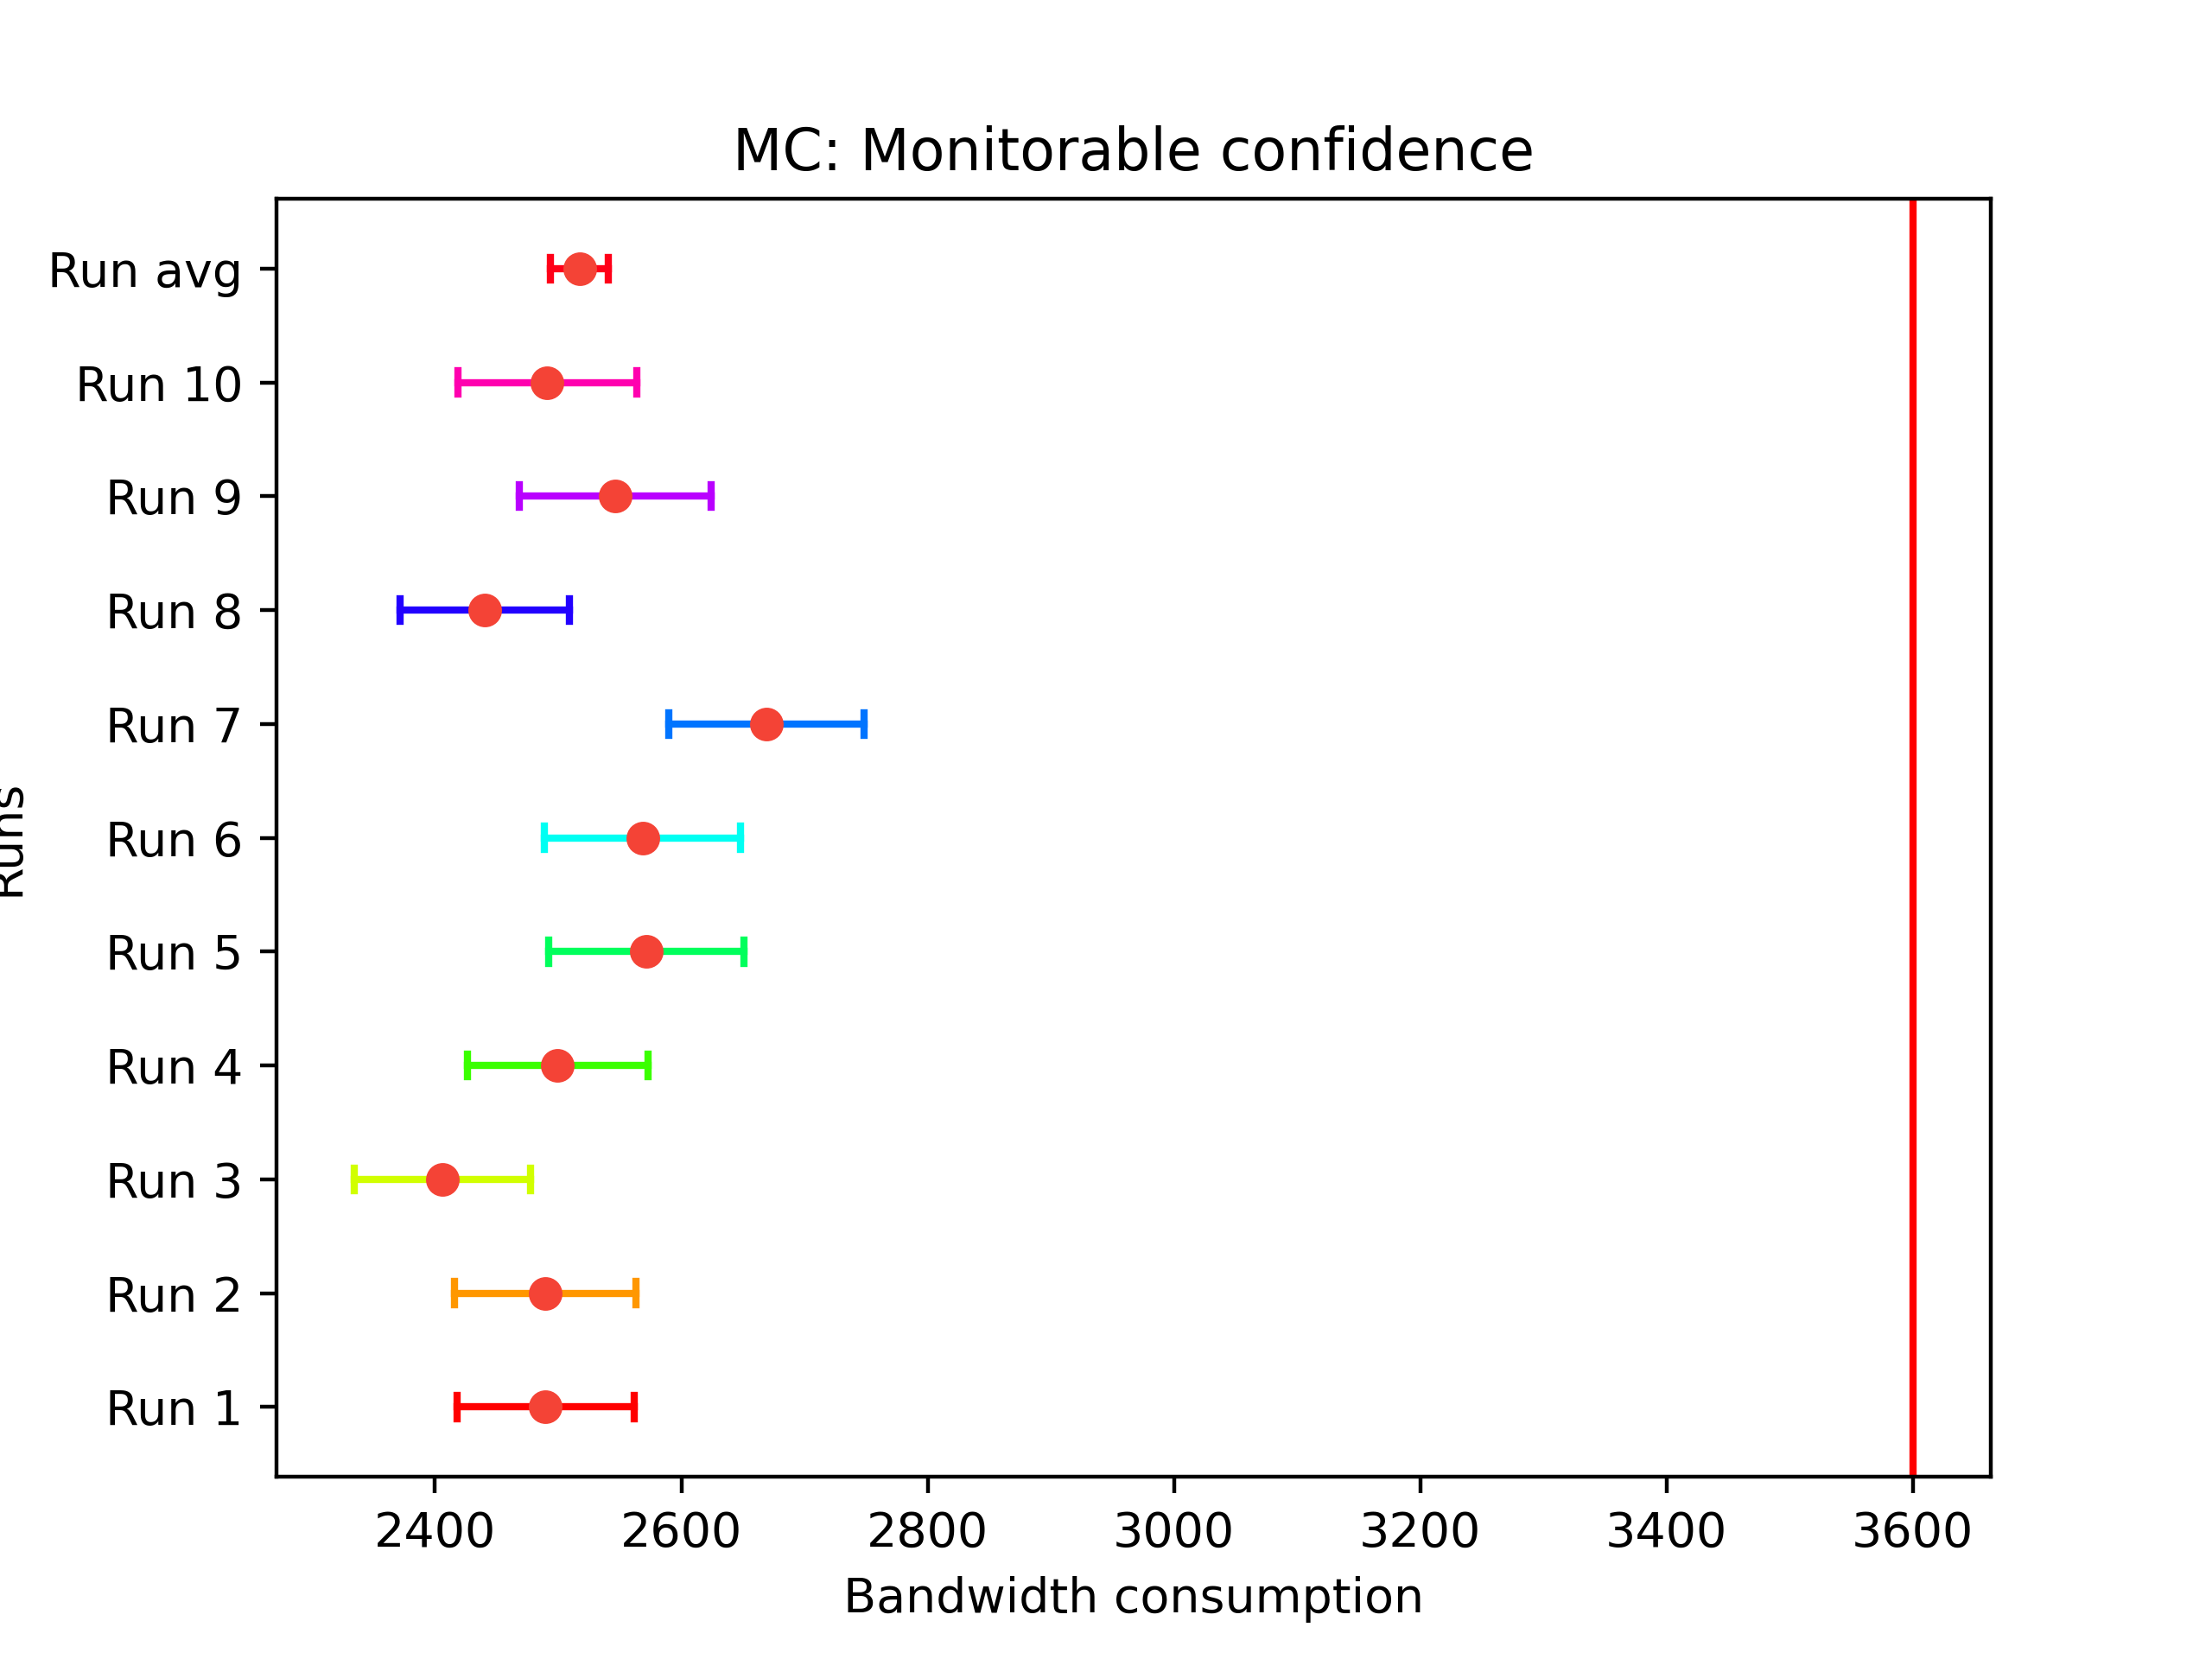 MC: Monitorable confidence
Run avg
Run 10
Run 9
Run 8
Run 7
Run 6
Run 5
Run 4
Run 3
Run 2
Run 1
Runs
2400 2600 2800 3000 3200 3400 3600
Bandwidth consumption